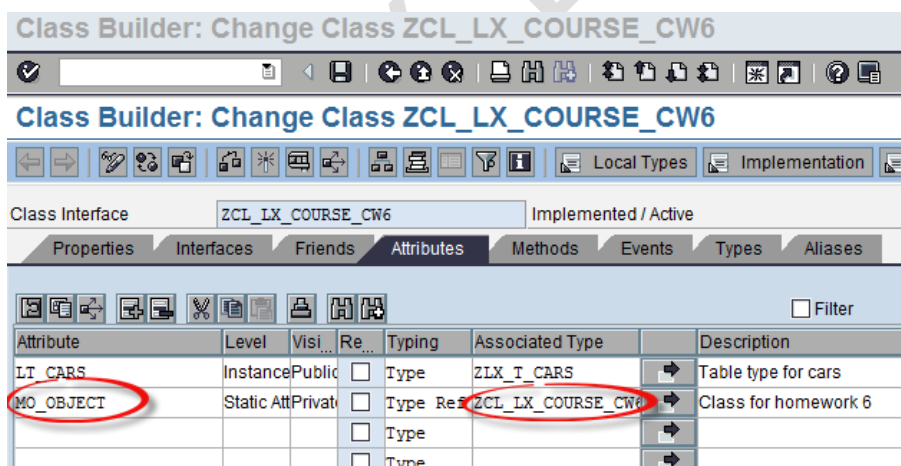 Class Builder: Change Class ZCL_LX_COURSE_CW6
Class Builder: Change Class ZCL_LX_COURSE_CW6
Local Types Implementation
Class Interface ZCL_LX_COURSE_CW6 Implemented / Active
Properties Interfaces Friends Attributes Methods Events Types Aliases
Filter
Attribute Level Visi... Re... Typing Associated Type Description
LT_CARS Instance Public Type ZLX_T_CARS Table type for cars
MO_OBJECT Static Att Privat Type Ref ZCL_LX_COURSE_CW6 Class for homework 6
Type
Type